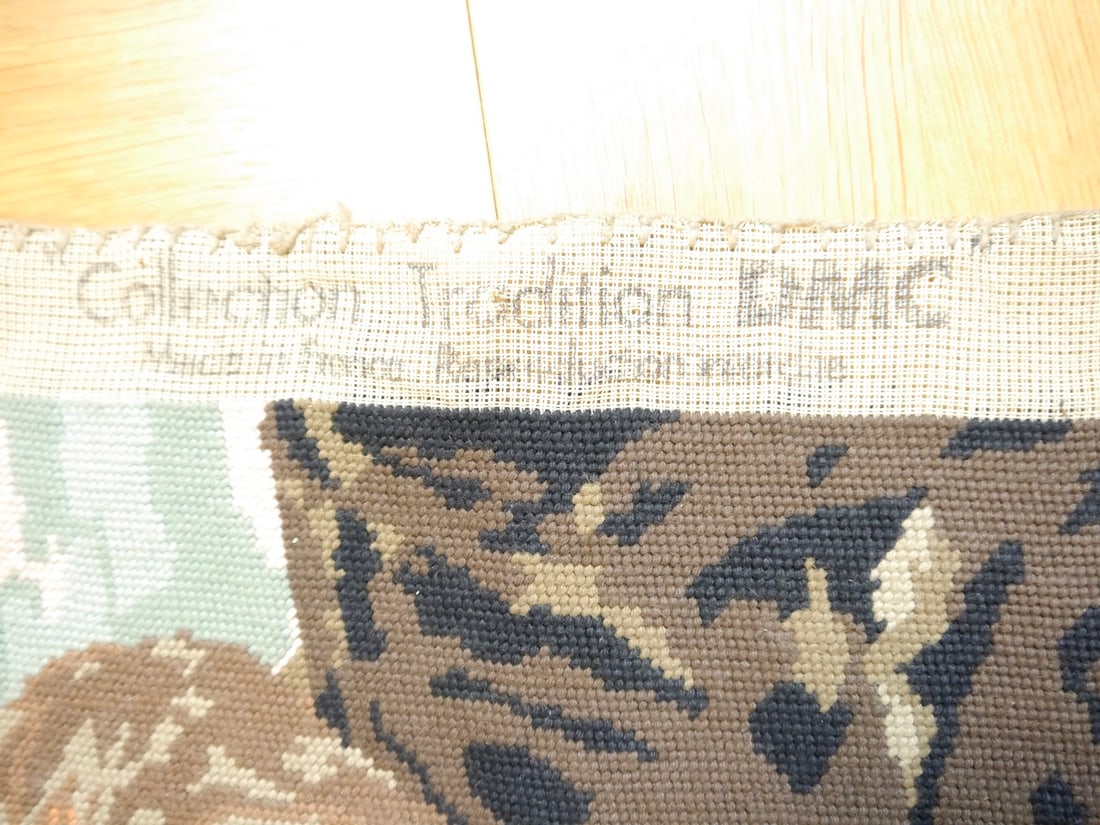 "Collection Tradition DMC"
Made in France. Reproduction interdite